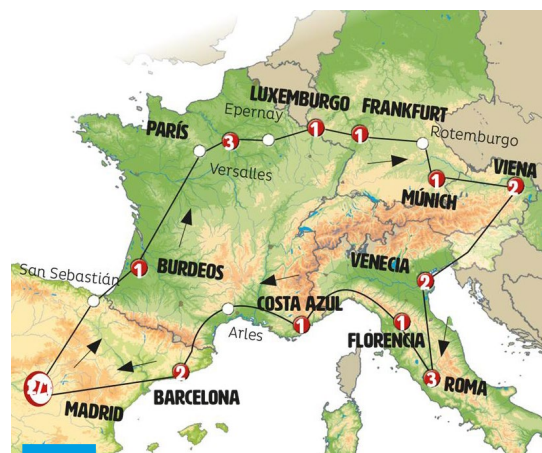 LUXEMBURGO
FRANKFURT
Epernay
PARÍS
3
1
1
Rotemburgo
Versalles
VIENA
1
2
MÚNICH
VENECIA
1
BURDEOS
San Sebastián
1
COSTA AZUL
Arles
1
1
FLORENCIA
2
BARCELONA
3
ROMA
MADRID